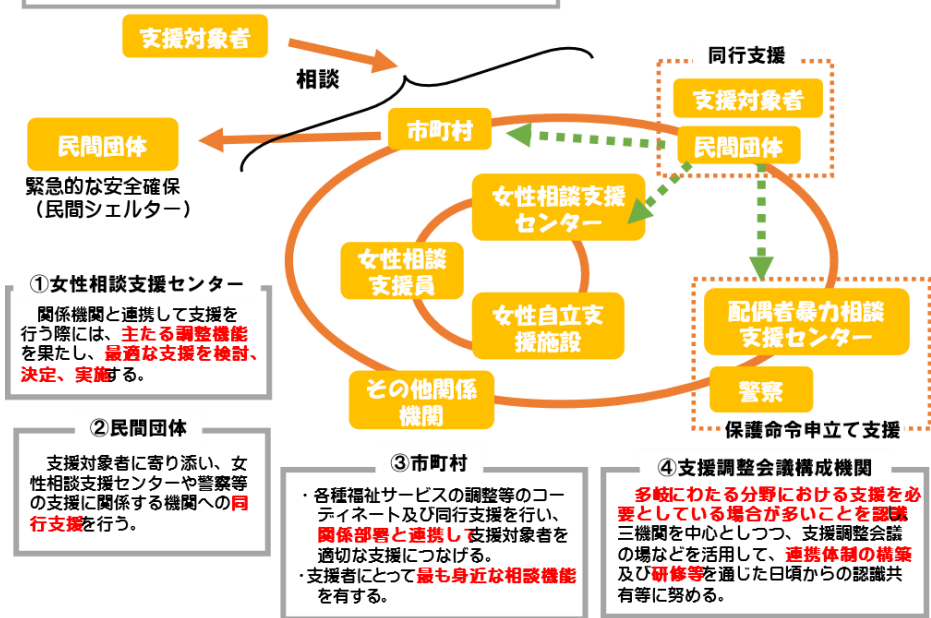 支援対象者
相談
同行支援
支援対象者
民間団体
市町村
民間団体
緊急的な安全確保
（民間シェルター）
女性相談支援
センター
女性相談
支援員
女性自立支
援施設
その他関係
機関
配偶者暴力相談
支援センター
警察
保護命令申立て支援
①女性相談支援センター
関係機関と連携して支援を
行う際には、主たる調整機能
を果たし、最適な支援を検討、
決定、実施する。
②民間団体
支援対象者に寄り添い、女
性相談支援センターや警察等
の支援に関係する機関への同
行支援を行う。
③市町村
・各種福祉サービスの調整等のコー
ディネート及び同行支援を行い、
関係部署と連携して支援対象者を
適切な支援につなげる。
・支援者にとって最も身近な相談機能
を有する。
④支援調整会議構成機関
多岐にわたる分野における支援を必
要としている場合が多いことを認識
三機関を中心としつつ、支援調整会議
の場などを活用して、連携体制の構築
及び研修等を通じた日頃からの認識共
有等に努める。